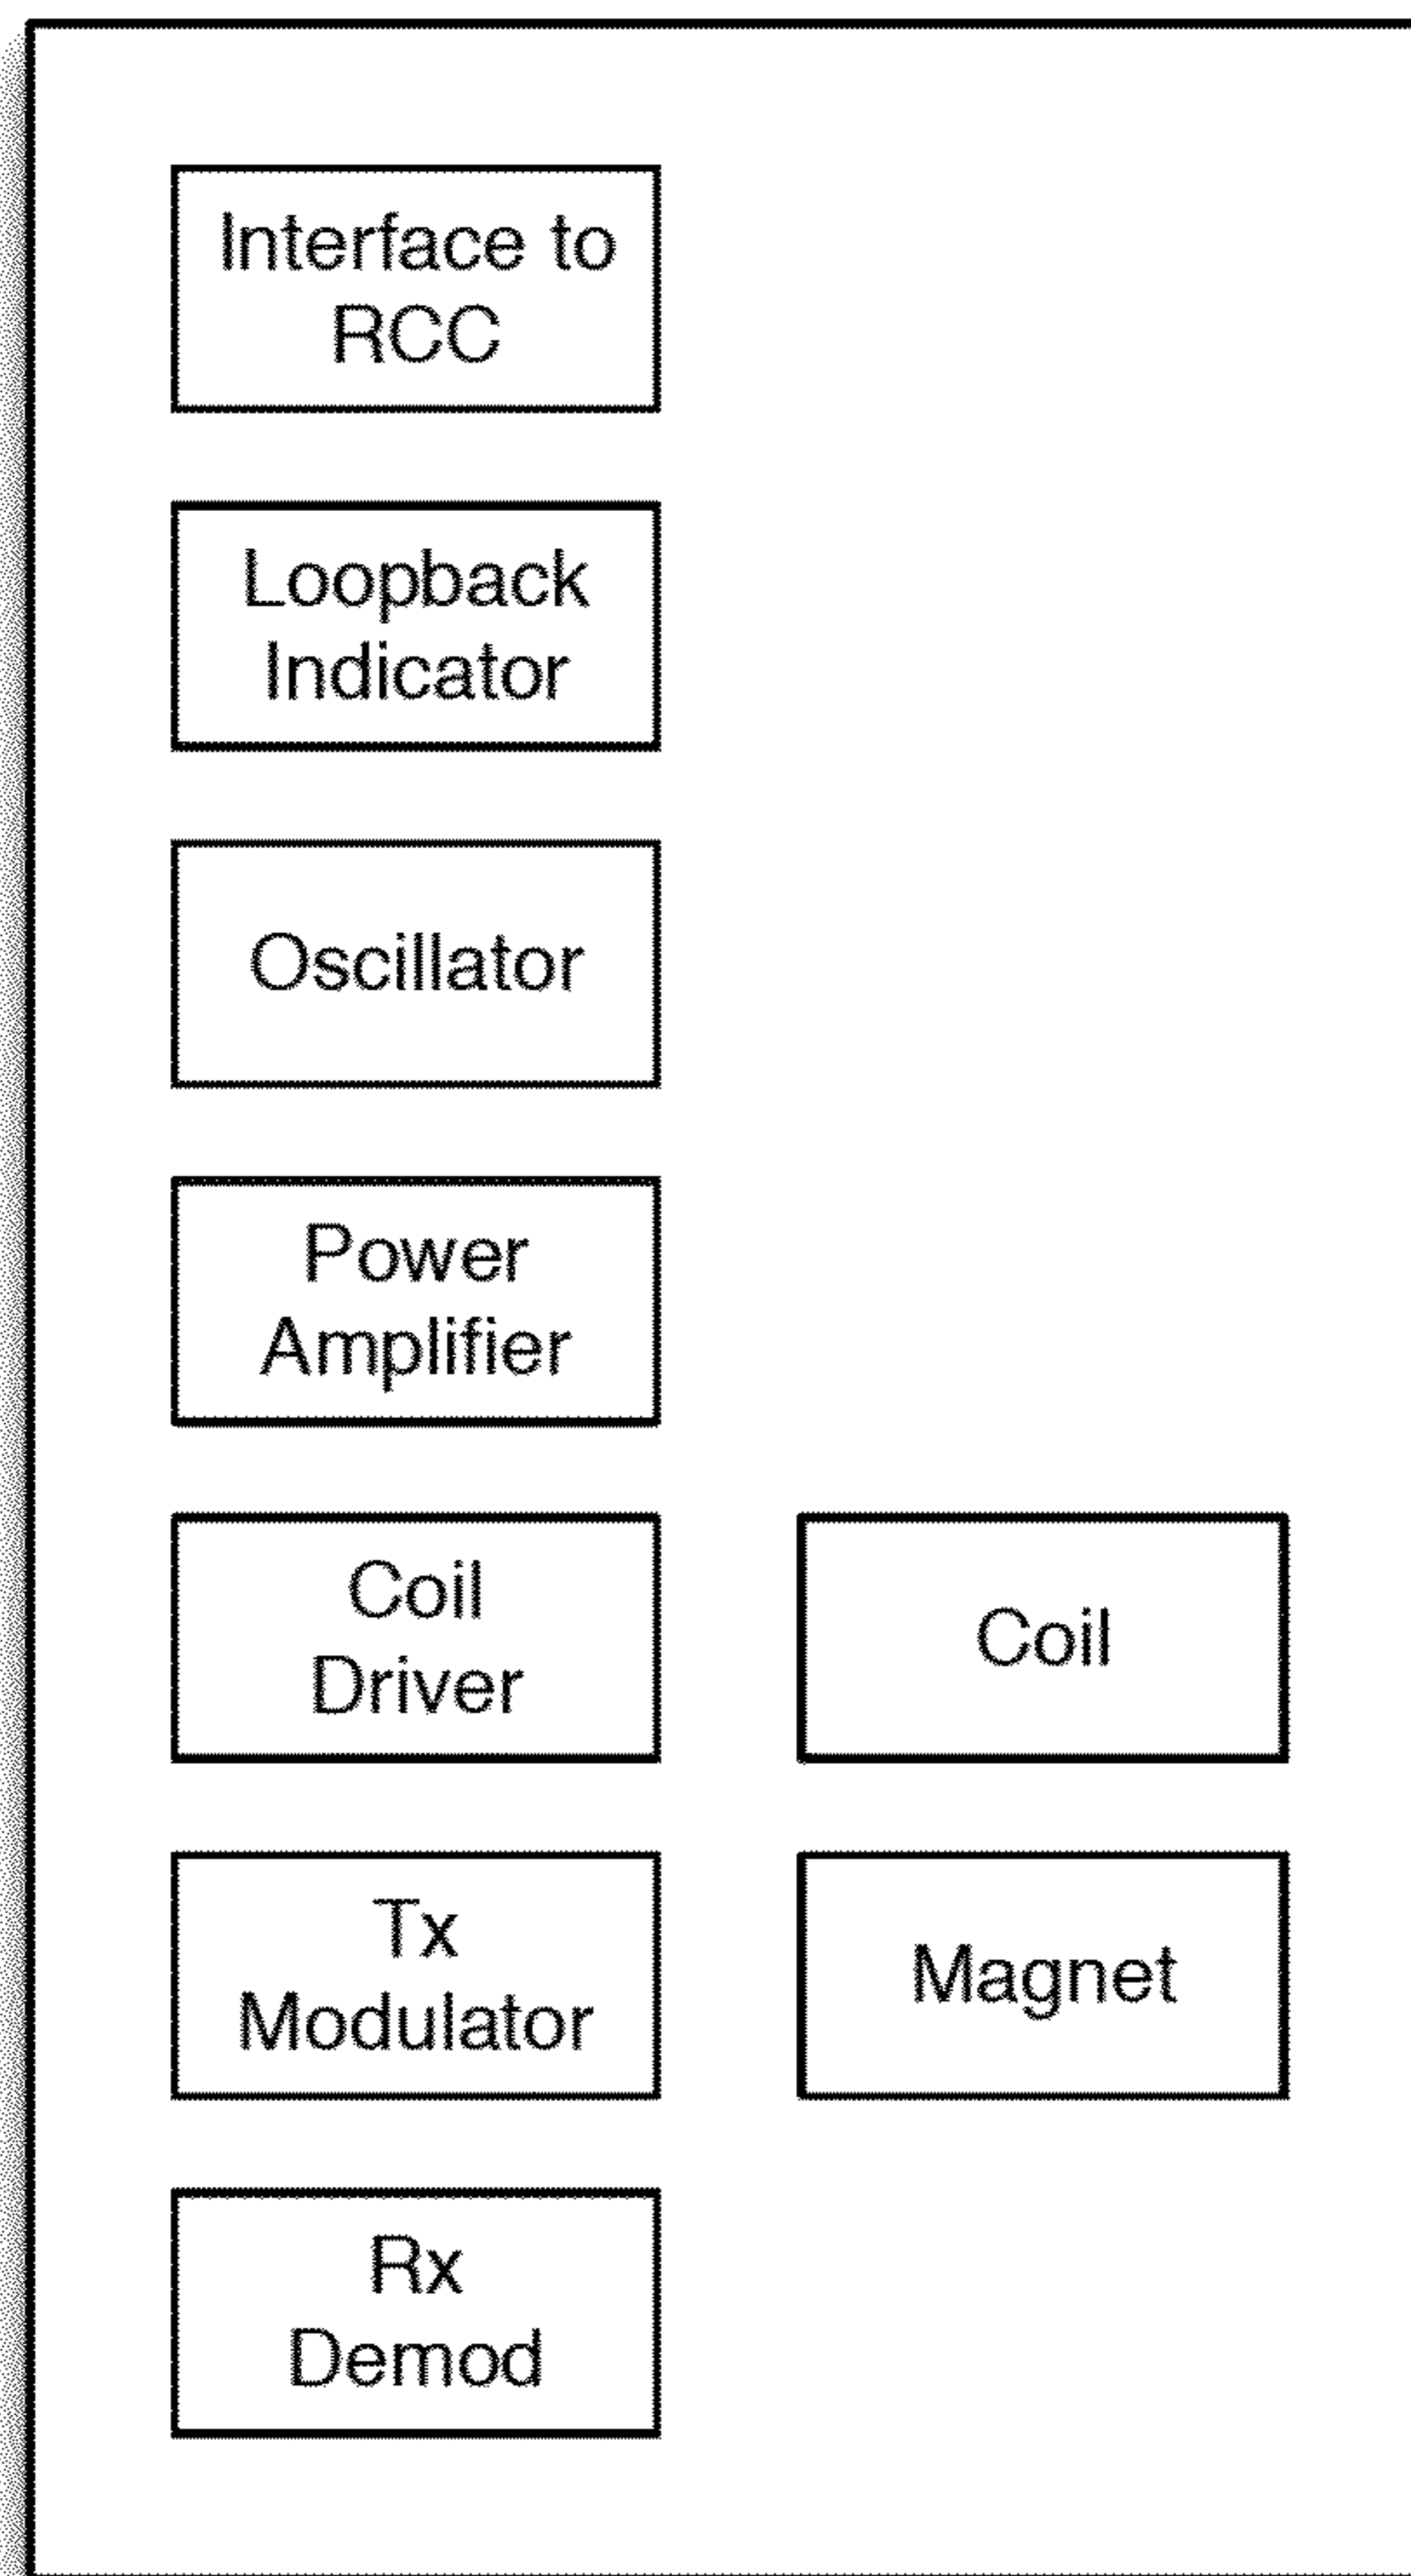 Interface to
RCC
Loopback
Indicator
Oscillator
Power
Amplifier
Coil
Driver
Coil
Tx
Modulator
Magnet
Rx
Demod